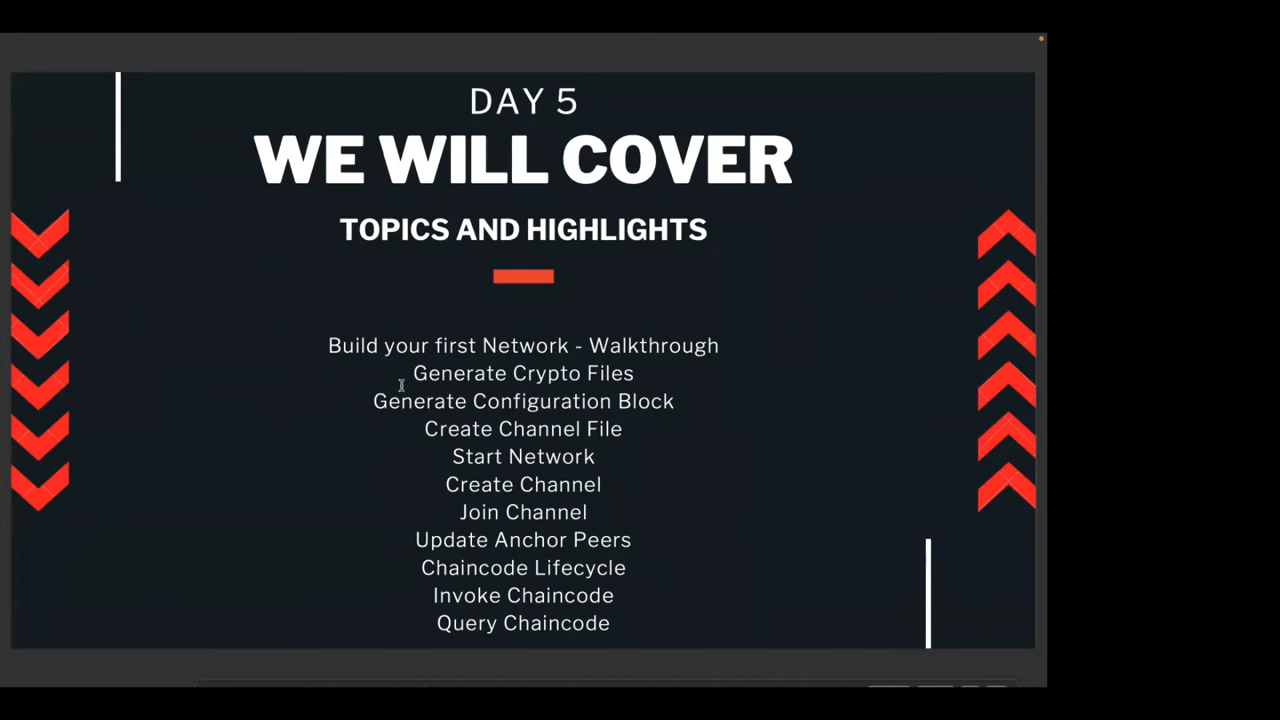 DAY 5
WE WILL COVER
TOPICS AND HIGHLIGHTS
Build your first Network - Walkthrough
Generate Crypto Files
Generate Configuration Block
Create Channel File
Start Network
Create Channel
Join Channel
Update Anchor Peers
Chaincode Lifecycle
Invoke Chaincode
Query Chaincode